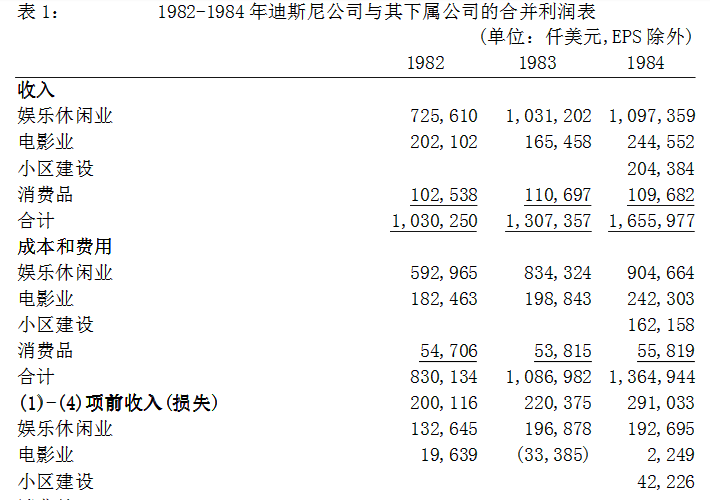 表 1： 1982-1984 年迪斯尼公司与其下属公司的合并利润表
(单位：仟美元,EPS 除外)
1982 1983 1984
收入
娱乐休闲业 725,610 1,031,202 1,097,359
电影业 202,102 165,458 244,552
小区建设 204,384
消费品 102,538 110,697 109,682
合计 1,030,250 1,307,357 1,655,977
成本和费用
娱乐休闲业 592,965 834,324 904,664
电影业 182,463 198,843 242,303
小区建设 162,158
消费品 54,706 53,815 55,819
合计 830,134 1,086,982 1,364,944
(1)-(4)项前收入(损失) 200,116 220,375 291,033
娱乐休闲业 132,645 196,878 192,695
电影业 19,639 (33,385) 2,249
小区建设 42,226